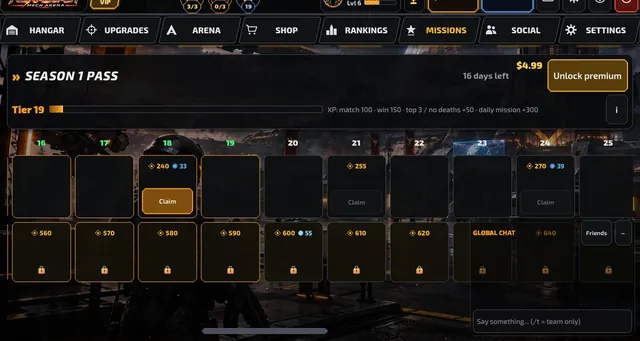 MECH ARENA
VIP
3/3
0/3
19
Lvl 6
HANGAR
UPGRADES
ARENA
SHOP
RANKINGS
MISSIONS
SOCIAL
SETTINGS
» SEASON 1 PASS
16 days left
$4.99
Unlock premium
Tier 19
XP: match 100 · win 150 · top 3 / no deaths +50 · daily mission +300
i
16 17 18 19 20 21 22 23 24 25
240 33 255 270 39
Claim Claim Claim
560 570 580 590 600 55 610 620 640
GLOBAL CHAT
Friends
–
Say something... (/t = team only)